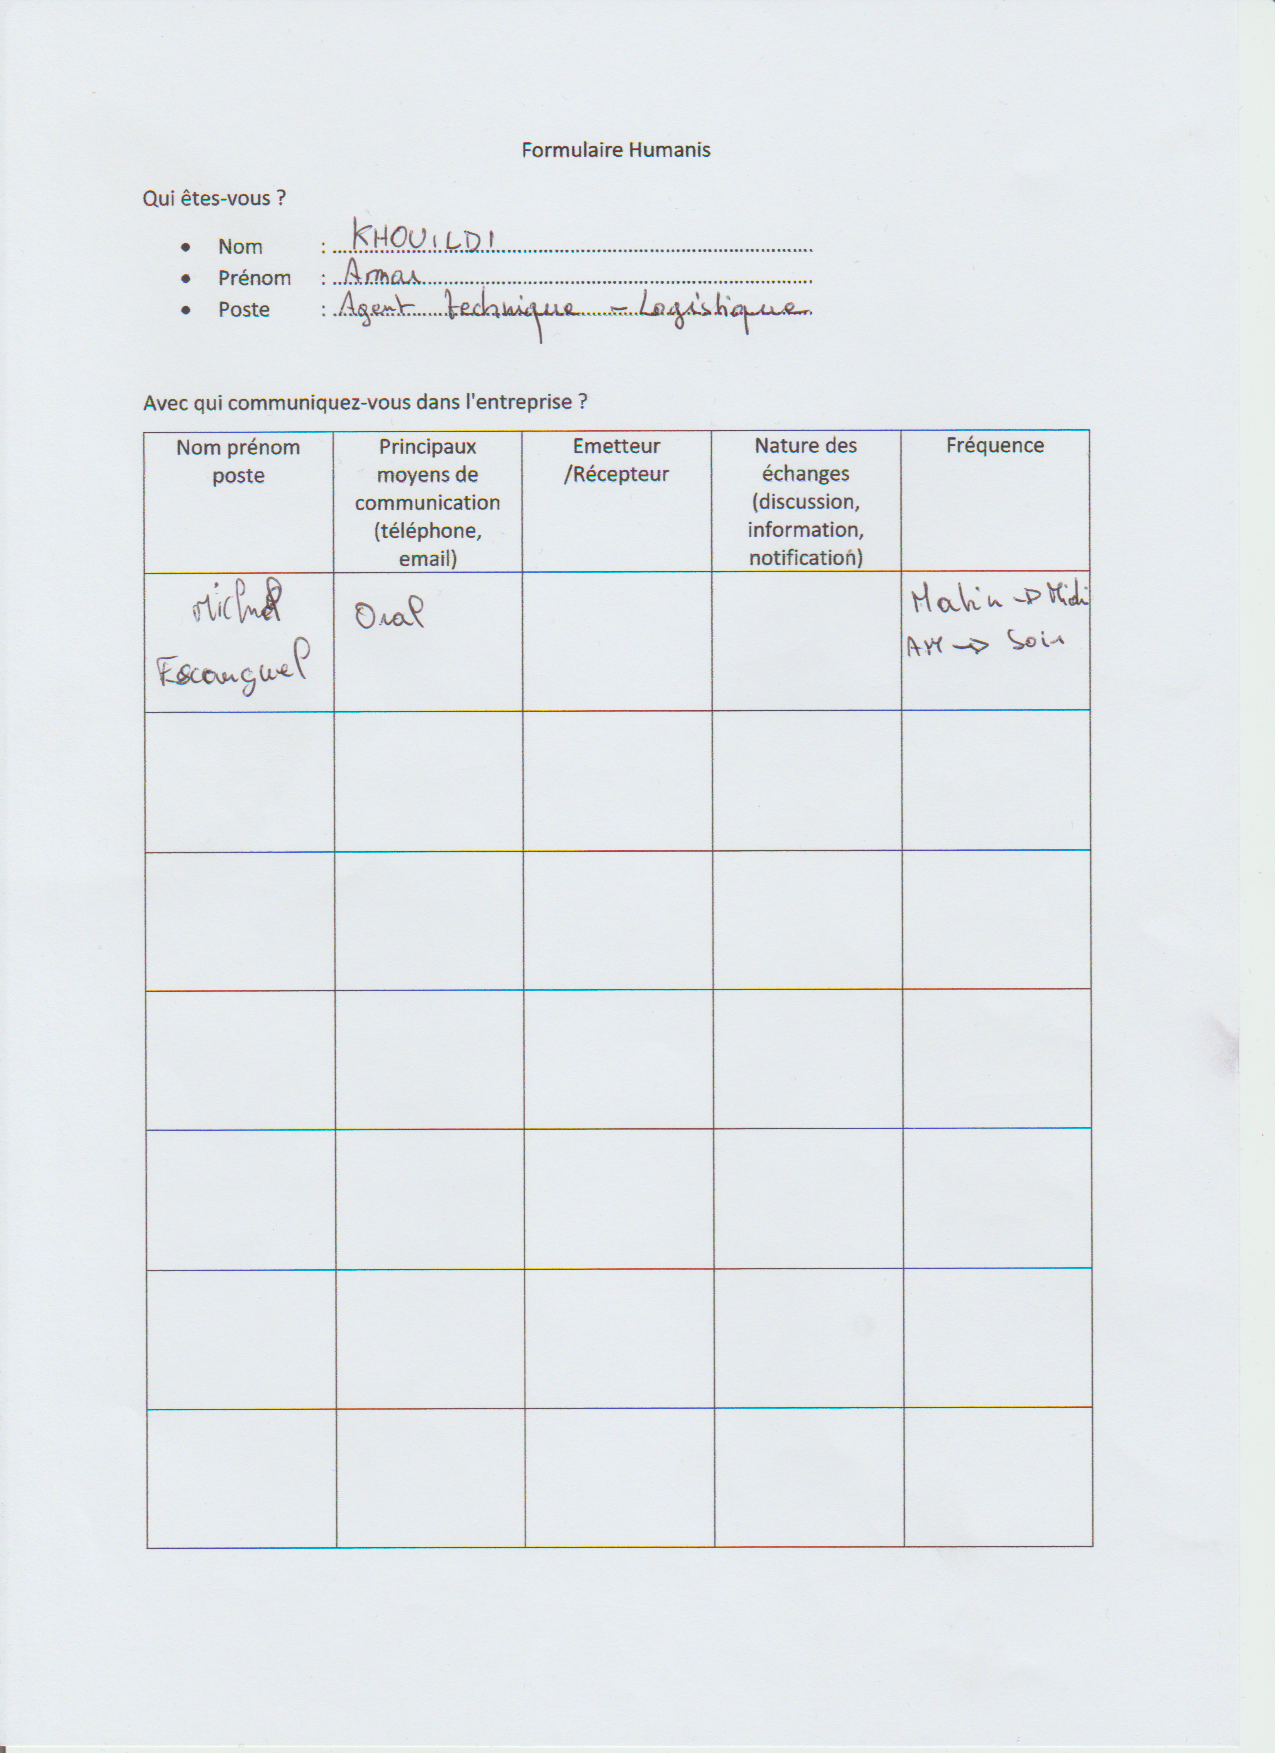 Formulaire Humanis
Qui êtes-vous ?
• Nom : KHOUILDI
• Prénom : Ammar
• Poste : Agent technique - Logistique
Avec qui communiquez-vous dans l'entreprise ?
Nom prénom
poste
Principaux
moyens de
communication
(téléphone,
email)
Emetteur
/Récepteur
Nature des
échanges
(discussion,
information,
notification)
Fréquence
Michel
Escanguel
Oral
Matin → Midi
AM → Soir